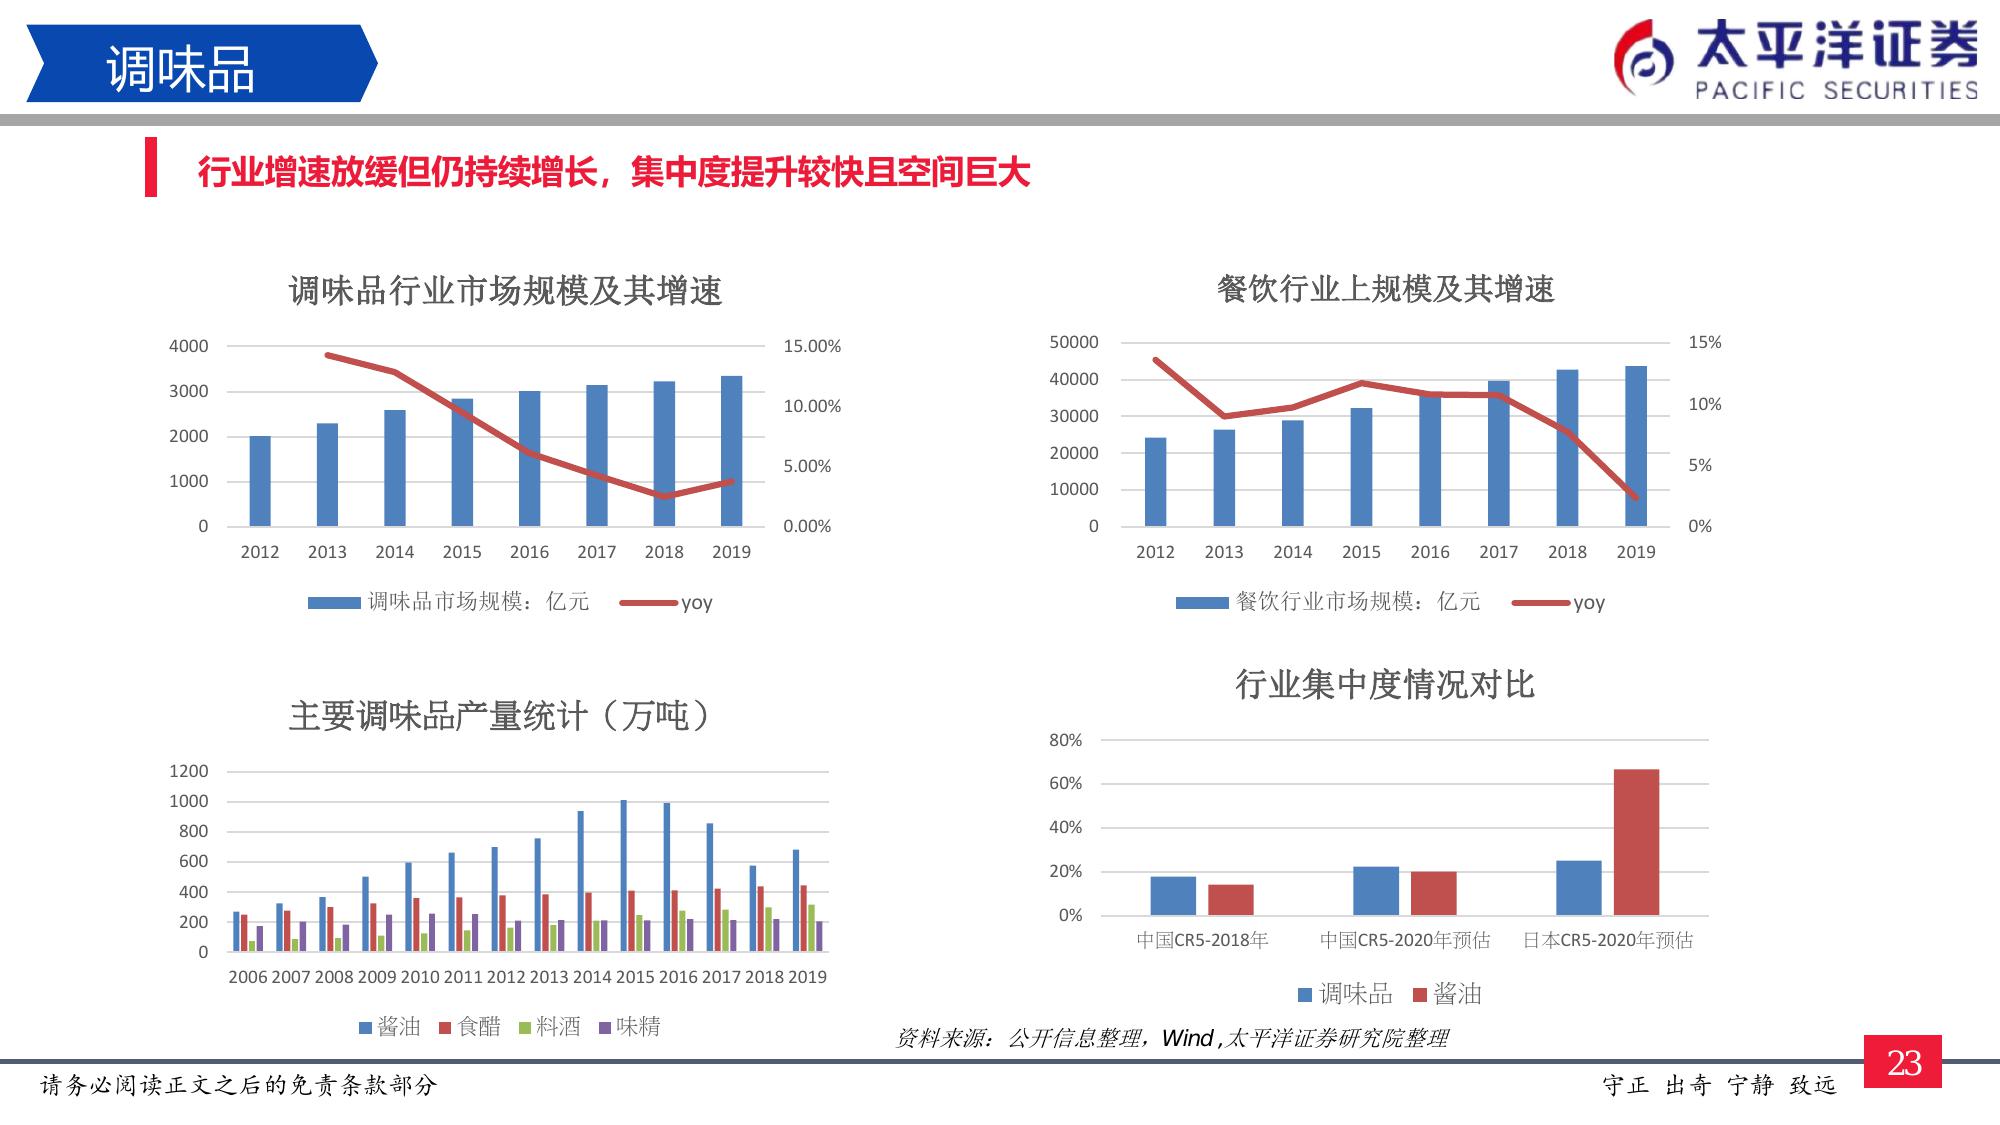 调味品
太平洋证券
PACIFIC SECURITIES
行业增速放缓但仍持续增长，集中度提升较快且空间巨大
调味品行业市场规模及其增速
4000
3000
2000
1000
0
15.00%
10.00%
5.00%
0.00%
2012 2013 2014 2015 2016 2017 2018 2019
调味品市场规模：亿元 yoy
餐饮行业上规模及其增速
50000
40000
30000
20000
10000
0
15%
10%
5%
0%
2012 2013 2014 2015 2016 2017 2018 2019
餐饮行业市场规模：亿元 yoy
主要调味品产量统计（万吨）
1200
1000
800
600
400
200
0
2006 2007 2008 2009 2010 2011 2012 2013 2014 2015 2016 2017 2018 2019
酱油 食醋 料酒 味精
行业集中度情况对比
80%
60%
40%
20%
0%
中国CR5-2018年 中国CR5-2020年预估 日本CR5-2020年预估
调味品 酱油
资料来源：公开信息整理，Wind ,太平洋证券研究院整理
请务必阅读正文之后的免责条款部分
守正 出奇 宁静 致远
23